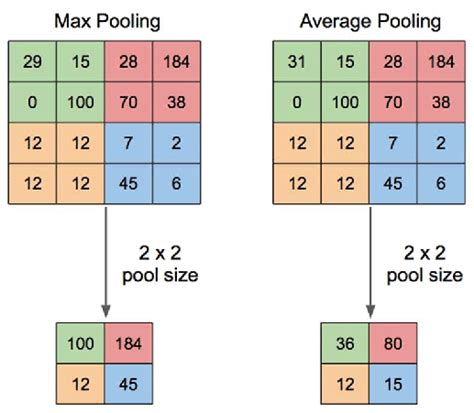 Max Pooling
29 15 28 184
0 100 70 38
12 12 7 2
12 12 45 6
2 x 2
pool size
100 184
12 45
Average Pooling
31 15 28 184
0 100 70 38
12 12 7 2
12 12 45 6
2 x 2
pool size
36 80
12 15